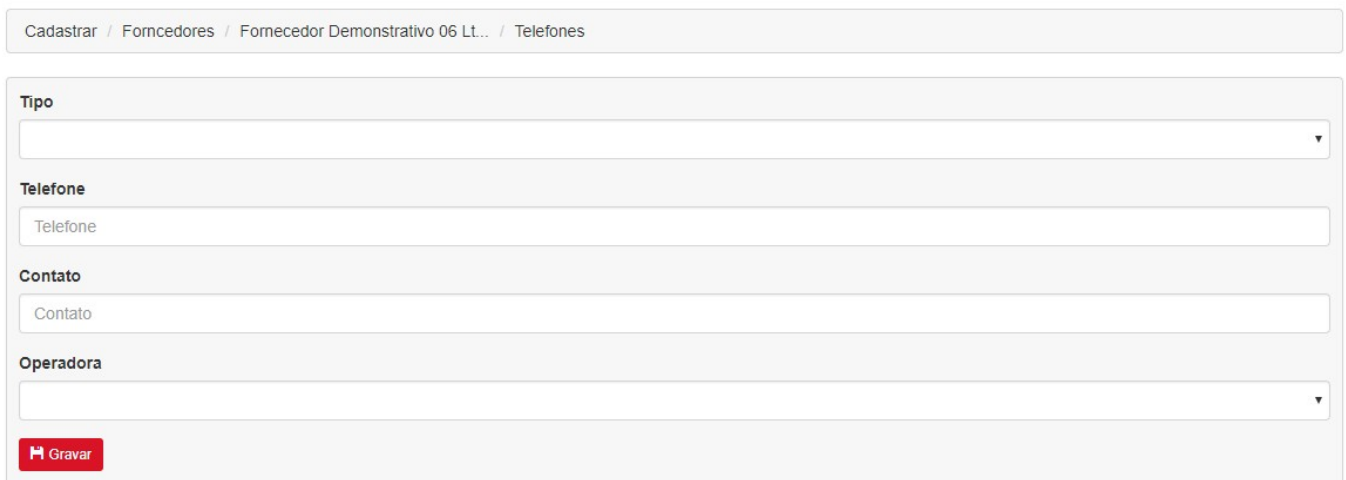 Cadastrar / Forncedores / Fornecedor Demonstrativo 06 Lt... / Telefones
Tipo
Telefone
Telefone
Contato
Contato
Operadora
Gravar